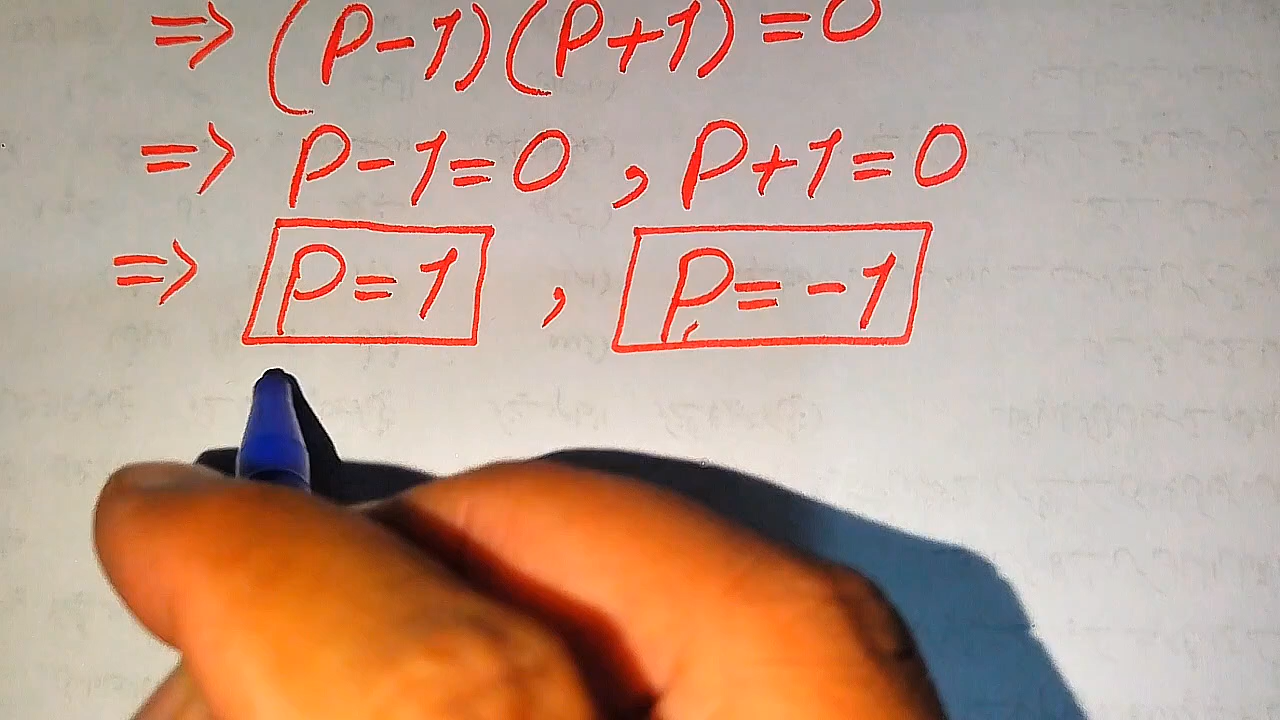 => (P-1)(P+1)=0
=> P-1=0 , P+1=0
=> P=1 , P=-1